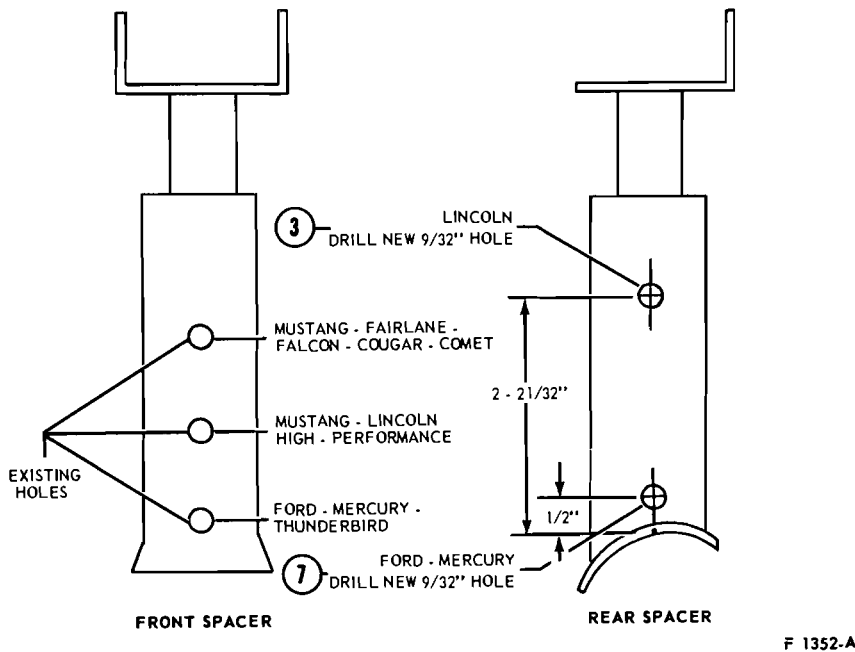 3
LINCOLN
DRILL NEW 9/32" HOLE
MUSTANG - FAIRLANE -
FALCON - COUGAR - COMET
2 - 21/32"
MUSTANG - LINCOLN
HIGH - PERFORMANCE
EXISTING
HOLES
FORD - MERCURY -
THUNDERBIRD
1/2"
7
FORD - MERCURY
DRILL NEW 9/32" HOLE
FRONT SPACER
REAR SPACER
F 1352-A